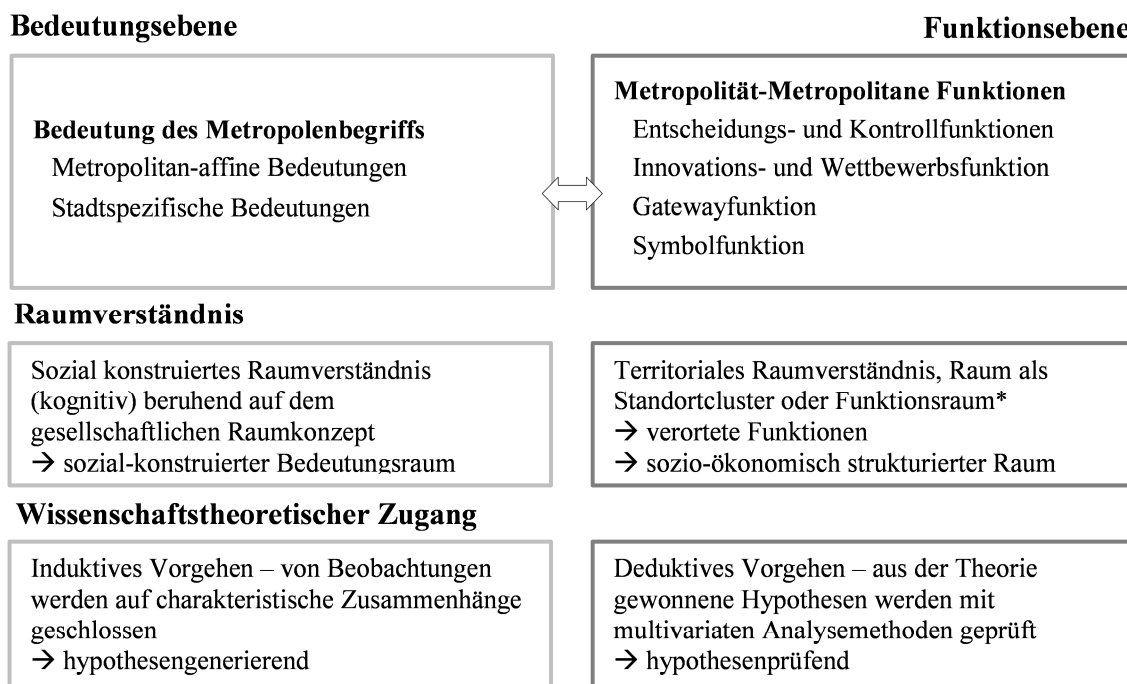 Bedeutungsebene
Funktionsebene
Bedeutung des Metropolenbegriffs
Metropolitan-affine Bedeutungen
Stadtspezifische Bedeutungen
Metropolität-Metropolitane Funktionen
Entscheidungs- und Kontrollfunktionen
Innovations- und Wettbewerbsfunktion
Gatewayfunktion
Symbolfunktion
Raumverständnis
Sozial konstruiertes Raumverständnis
(kognitiv) beruhend auf dem
gesellschaftlichen Raumkonzept
→ sozial-konstruierter Bedeutungsraum
Territoriales Raumverständnis, Raum als
Standortcluster oder Funktionsraum*
→ verortete Funktionen
→ sozio-ökonomisch strukturierter Raum
Wissenschaftstheoretischer Zugang
Induktives Vorgehen – von Beobachtungen
werden auf charakteristische Zusammenhänge
geschlossen
→ hypothesengenerierend
Deduktives Vorgehen – aus der Theorie
gewonnene Hypothesen werden mit
multivariaten Analysemethoden geprüft
→ hypothesenprüfend